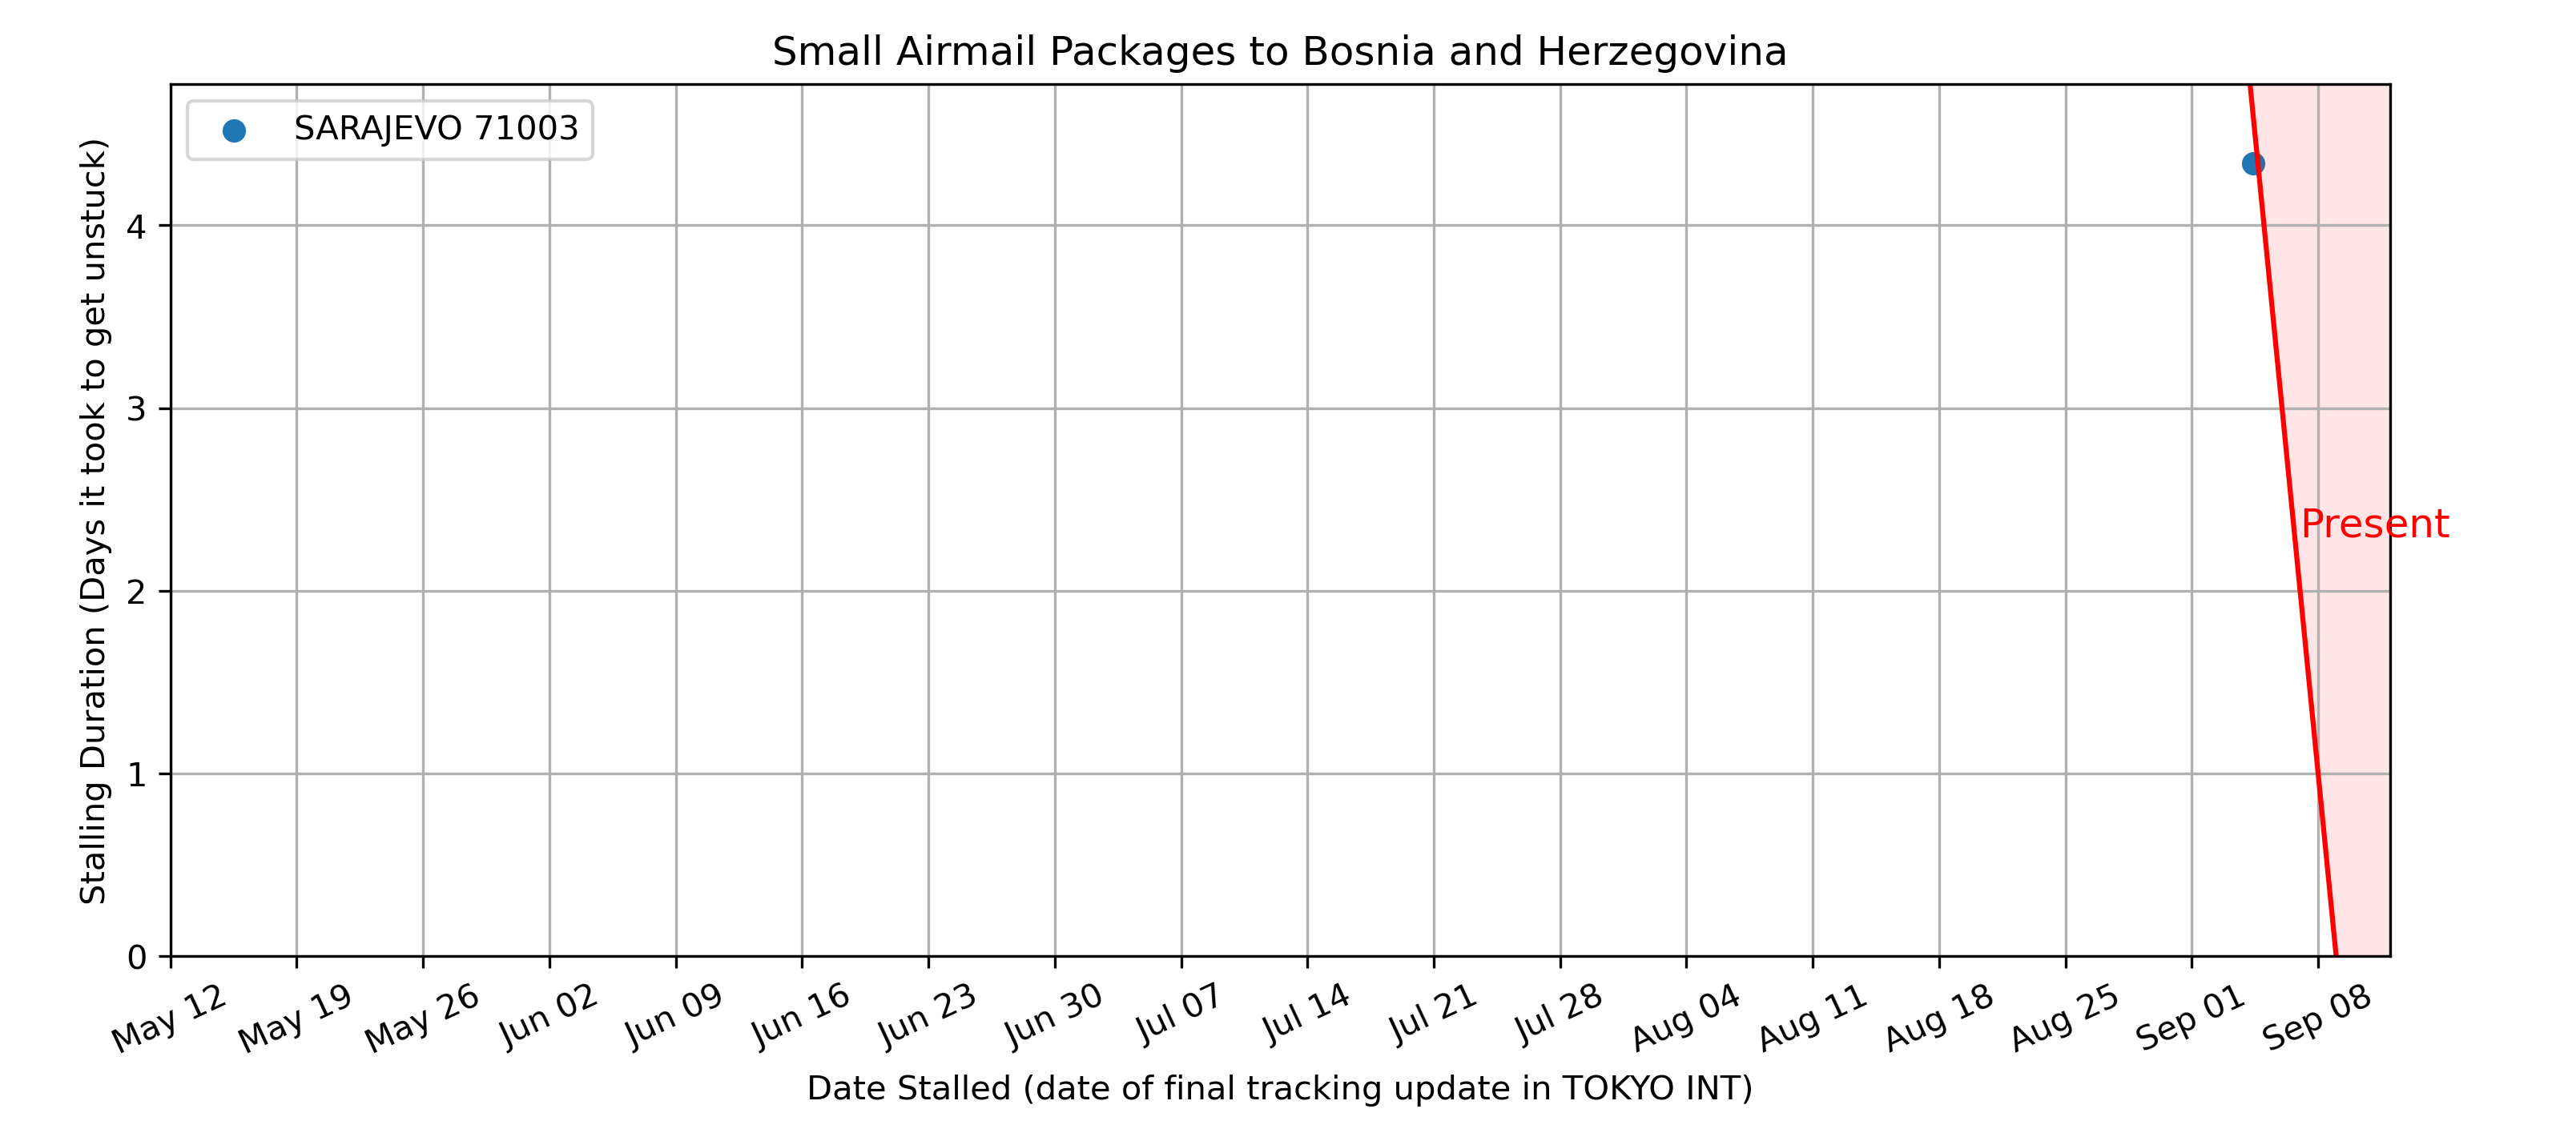 Small Airmail Packages to Bosnia and Herzegovina
SARAJEVO 71003
Stalling Duration (Days it took to get unstuck)
4
3
2
1
0
Present
May 12
May 19
May 26
Jun 02
Jun 09
Jun 16
Jun 23
Jun 30
Jul 07
Jul 14
Jul 21
Jul 28
Aug 04
Aug 11
Aug 18
Aug 25
Sep 01
Sep 08
Date Stalled (date of final tracking update in TOKYO INT)